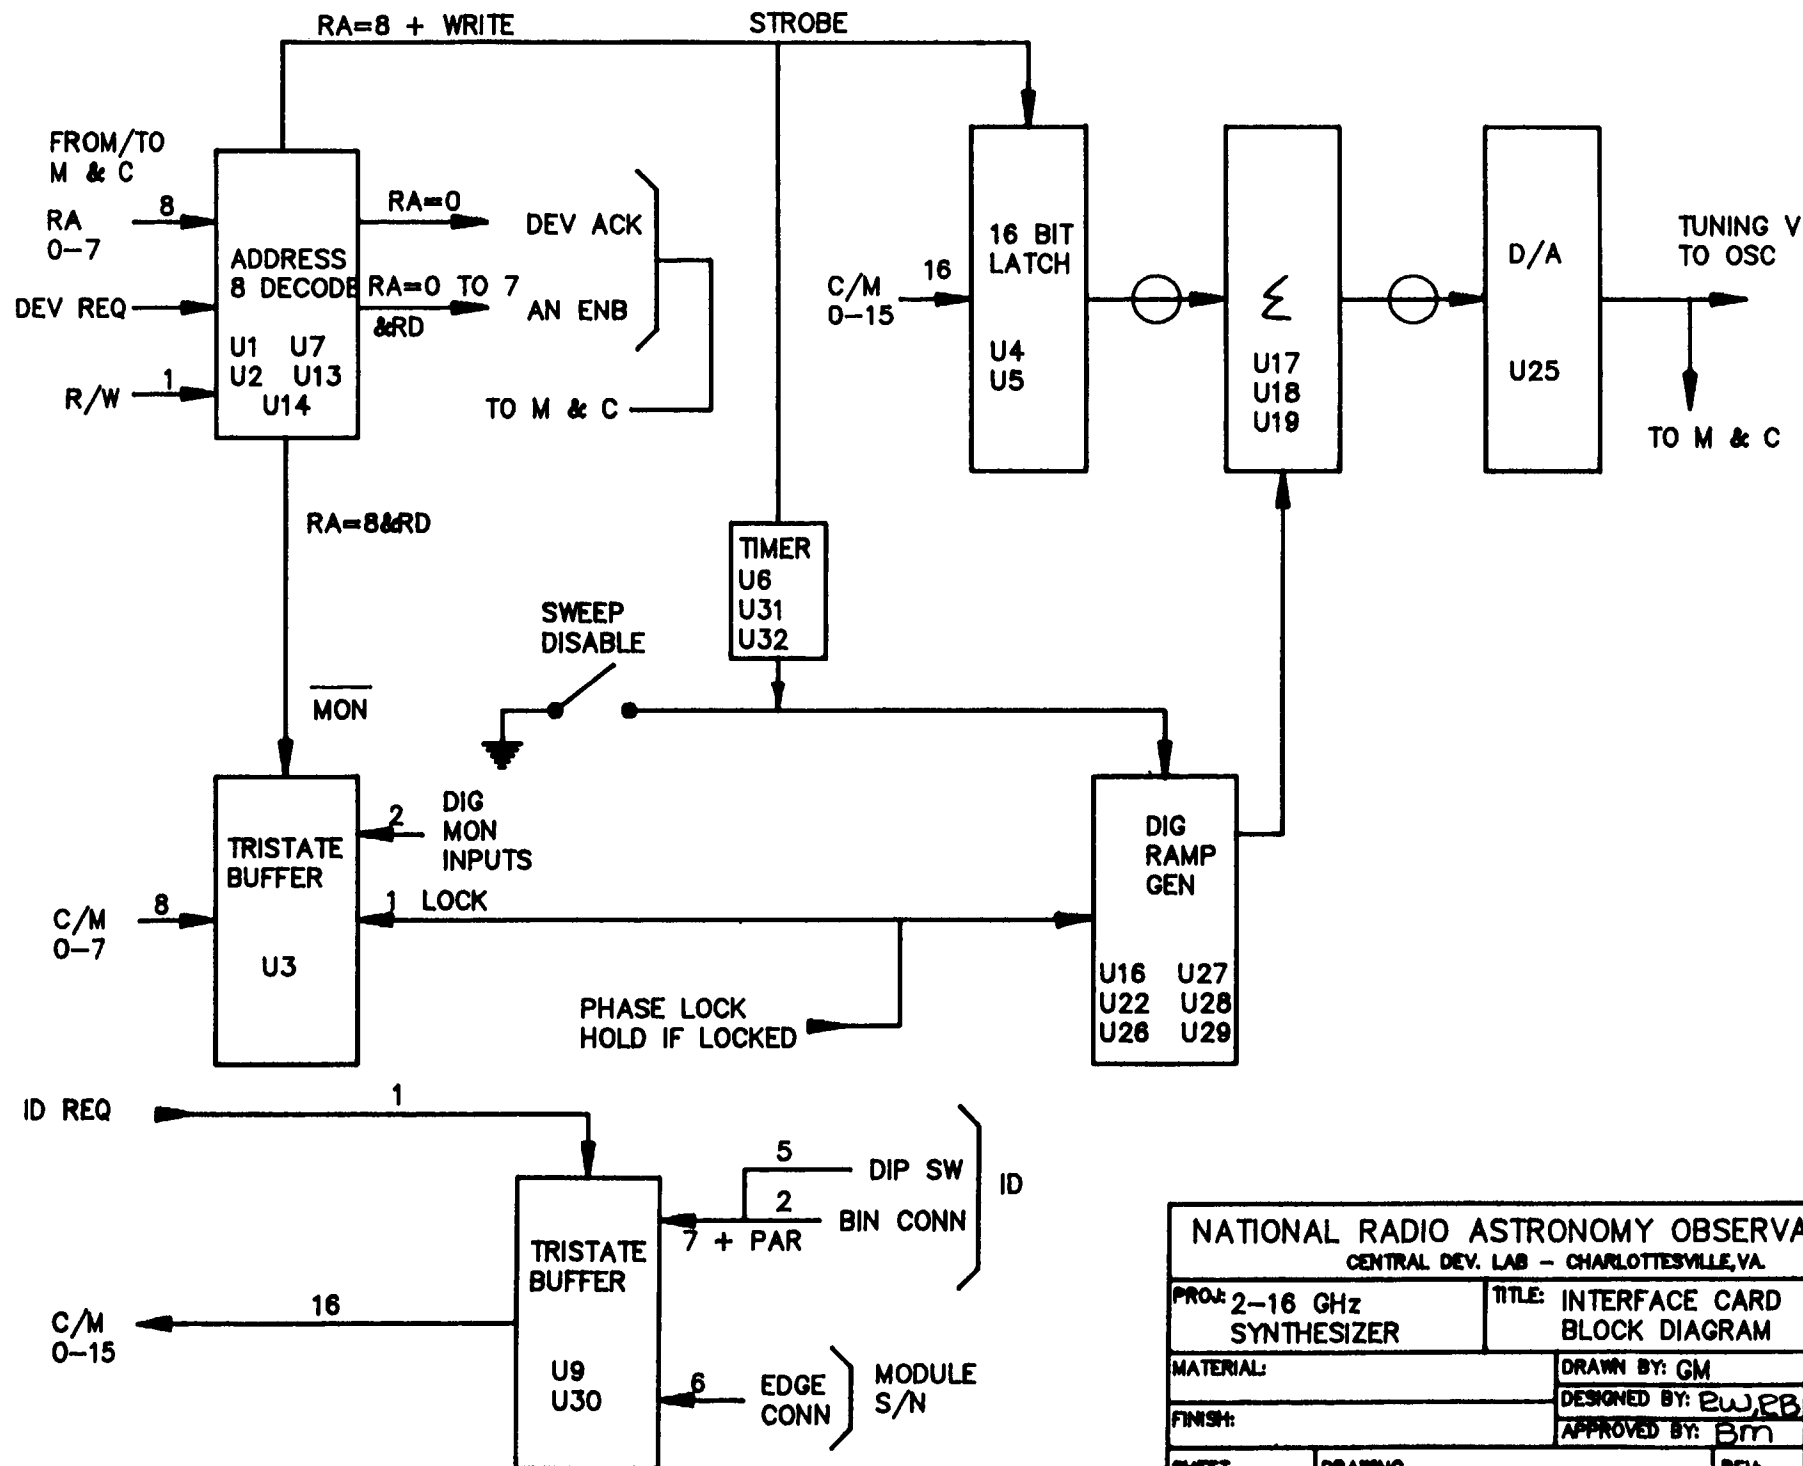 RA=8 + WRITE
STROBE
FROM/TO
M & C
RA
0-7
8
DEV REQ
R/W
1
ADDRESS
8 DECODE
U1 U7
U2 U13
U14
RA=0
DEV ACK
RA=0 TO 7
&RD
AN ENB
TO M & C
C/M
0-15
16
16 BIT
LATCH
U4
U5
Σ
U17
U18
U19
D/A
U25
TUNING V
TO OSC
TO M & C
RA=8&RD
MON
TIMER
U6
U31
U32
SWEEP
DISABLE
TRISTATE
BUFFER
U3
2
DIG
MON
INPUTS
1 LOCK
C/M
0-7
8
PHASE LOCK
HOLD IF LOCKED
DIG
RAMP
GEN
U16 U27
U22 U28
U26 U29
ID REQ
1
TRISTATE
BUFFER
U9
U30
5
DIP SW
2
BIN CONN
7 + PAR
ID
C/M
0-15
16
6
EDGE
CONN
MODULE
S/N
NATIONAL RADIO ASTRONOMY OBSERVA
CENTRAL DEV. LAB - CHARLOTTESVILLE, VA.
PROJ: 2-16 GHz
SYNTHESIZER
TITLE: INTERFACE CARD
BLOCK DIAGRAM
MATERIAL:
DRAWN BY: GM
DESIGNED BY: RW, RB
FINISH:
APPROVED BY: BM
SHEET
DRAWING
REV: